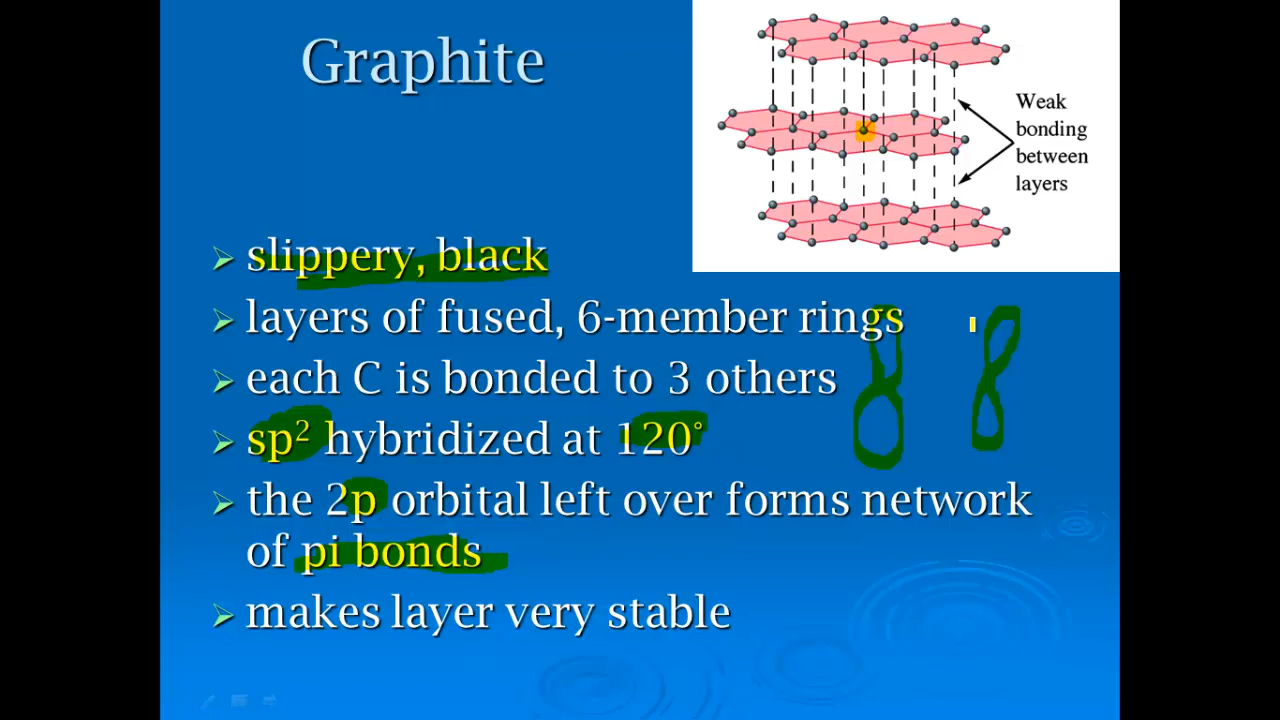 Graphite
Weak
bonding
between
layers
slippery, black
layers of fused, 6-member rings
each C is bonded to 3 others
sp² hybridized at 120°
the 2p orbital left over forms network
of pi bonds
makes layer very stable